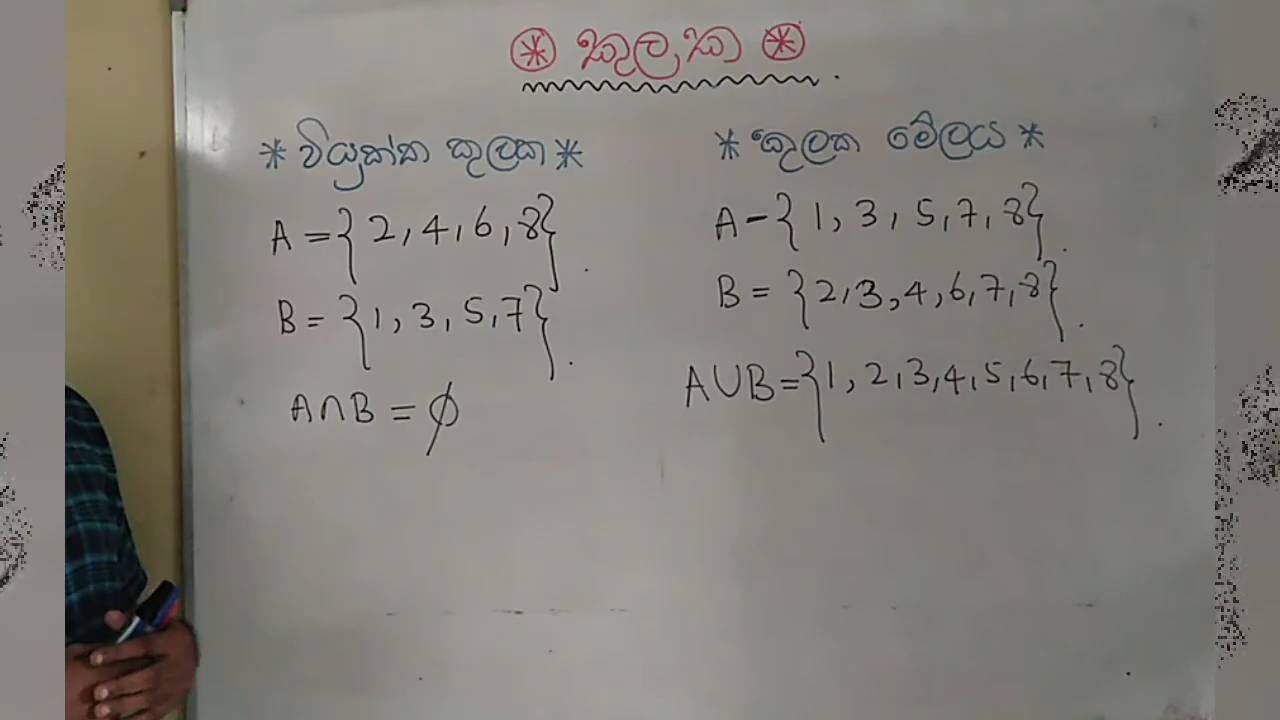 * කුලක *
* වියුක්ත කුලක *
A = {2, 4, 6, 8}.
B = {1, 3, 5, 7}.
A∩B = ϕ
* කුලක මේලය *
A - {1, 3, 5, 7, 8}.
B = {2, 3, 4, 6, 7, 8}.
A∪B = {1, 2, 3, 4, 5, 6, 7, 8}.